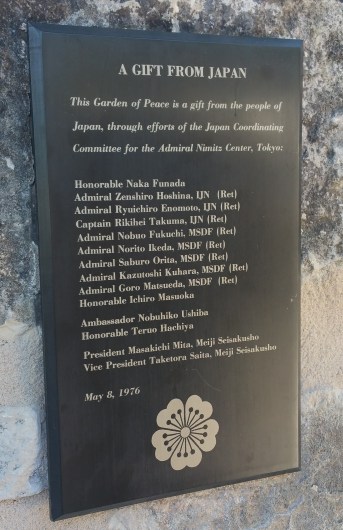 A GIFT FROM JAPAN
This Garden of Peace is a gift from the people of
Japan, through efforts of the Japan Coordinating
Committee for the Admiral Nimitz Center, Tokyo:
Honorable Naka Funada
Admiral Zenshiro Hoshina, IJN (Ret)
Admiral Ryuichiro Enomoto, IJN (Ret)
Captain Rikihei Takuma, IJN (Ret)
Admiral Nobuo Fukuchi, MSDF (Ret)
Admiral Norito Ikeda, MSDF (Ret)
Admiral Saburo Orita, MSDF (Ret)
Admiral Kazutoshi Kuhara, MSDF (Ret)
Admiral Goro Matsueda, MSDF (Ret)
Honorable Ichiro Masuoka
Ambassador Nobuhiko Ushiba
Honorable Teruo Hachiya
President Masakichi Mita, Meiji Seisakusho
Vice President Taketora Saita, Meiji Seisakusho
May 8, 1976